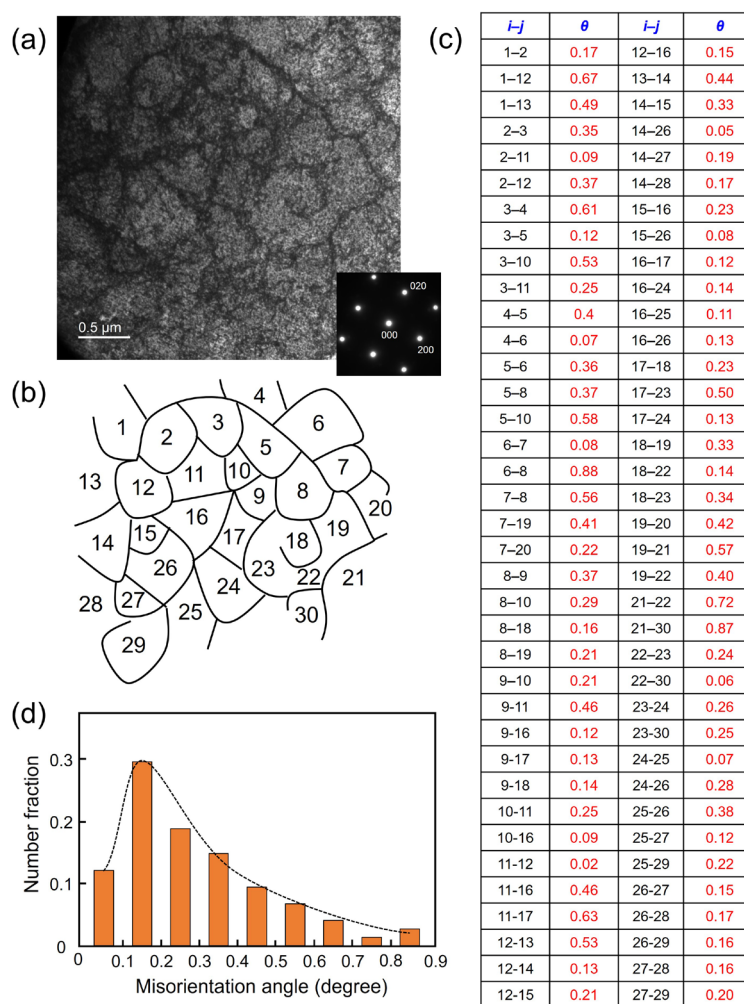 (a)
0.5 μm
020
000
200
(b)
1
2
3
4
5
6
7
8
9
10
11
12
13
14
15
16
17
18
19
20
21
22
23
24
25
26
27
28
29
30
(c)
i–j θ i–j θ
1–2 0.17 12–16 0.15
1–12 0.67 13–14 0.44
1–13 0.49 14–15 0.33
2–3 0.35 14–26 0.05
2–11 0.09 14–27 0.19
2–12 0.37 14–28 0.17
3–4 0.61 15–16 0.23
3–5 0.12 15–26 0.08
3–10 0.53 16–17 0.12
3–11 0.25 16–24 0.14
4–5 0.4 16–25 0.11
4–6 0.07 16–26 0.13
5–6 0.36 17–18 0.23
5–8 0.37 17–23 0.50
5–10 0.58 17–24 0.13
6–7 0.08 18–19 0.33
6–8 0.88 18–22 0.14
7–8 0.56 18–23 0.34
7–19 0.41 19–20 0.42
7–20 0.22 19–21 0.57
8–9 0.37 19–22 0.40
8–10 0.29 21–22 0.72
8–18 0.16 21–30 0.87
8–19 0.21 22–23 0.24
9–10 0.21 22–30 0.06
9-11 0.46 23-24 0.26
9-16 0.12 23-30 0.25
9-17 0.13 24-25 0.07
9-18 0.14 24-26 0.28
10-11 0.25 25-26 0.38
10-16 0.09 25-27 0.12
11-12 0.02 25-29 0.22
11-16 0.46 26-27 0.15
11-17 0.63 26-28 0.17
12-13 0.53 26-29 0.16
12-14 0.13 27-28 0.16
12-15 0.21 27-29 0.20
(d)
Number fraction
0.3
0.2
0.1
0
0 0.1 0.2 0.3 0.4 0.5 0.6 0.7 0.8 0.9
Misorientation angle (degree)